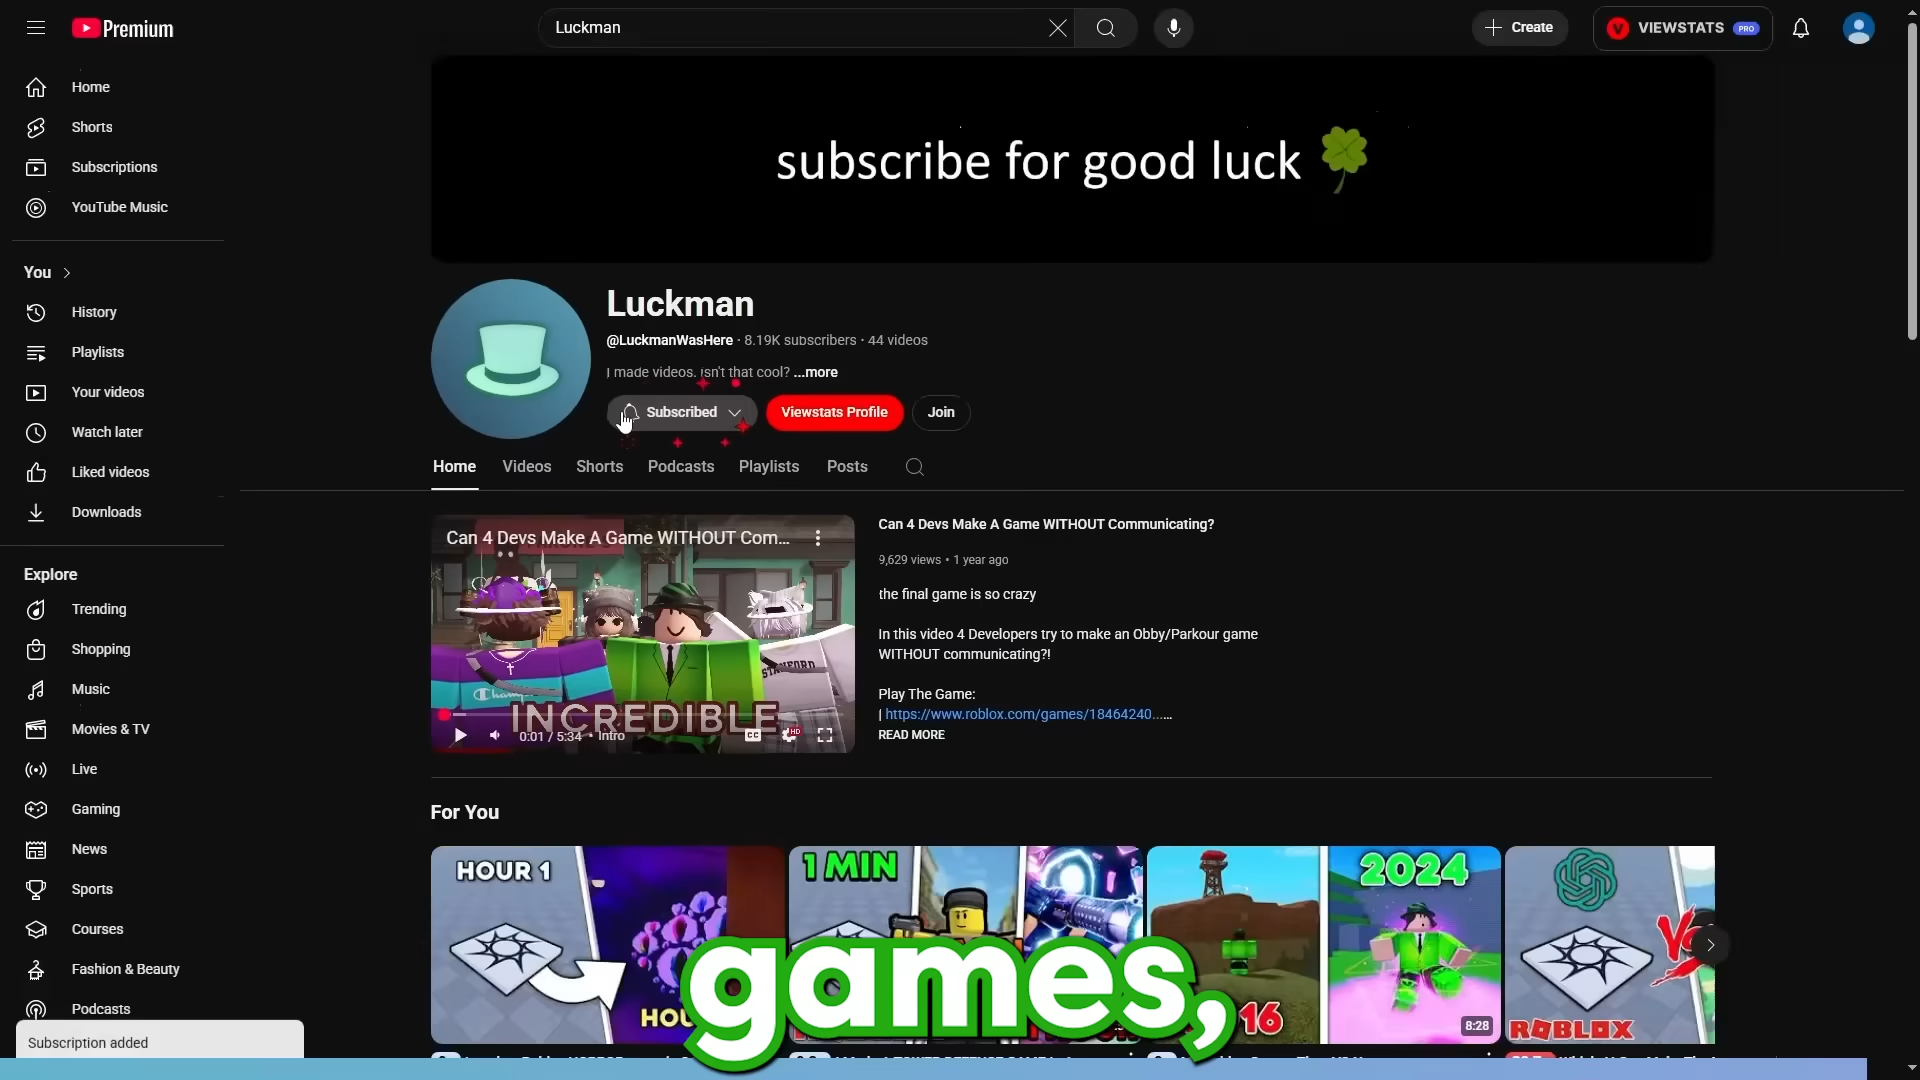 Premium
Luckman
Create
VIEWSTATS PRO
Home
Shorts
Subscriptions
YouTube Music
You
History
Playlists
Your videos
Watch later
Liked videos
Downloads
Explore
Trending
Shopping
Music
Movies & TV
Live
Gaming
News
Sports
Courses
Fashion & Beauty
Podcasts
Subscription added
subscribe for good luck
Luckman
@LuckmanWasHere · 8.19K subscribers · 44 videos
I made videos. isn't that cool? ...more
Subscribed
Viewstats Profile
Join
Home
Videos
Shorts
Podcasts
Playlists
Posts
Can 4 Devs Make A Game WITHOUT Com...
Champion
STANFORD
INCREDIBLE
0:01 / 5:34 • Intro
CC
HD
Can 4 Devs Make A Game WITHOUT Communicating?
9,629 views • 1 year ago
the final game is so crazy
In this video 4 Developers try to make an Obby/Parkour game
WITHOUT communicating?!
Play The Game:
| https://www.roblox.com/games/18464240......
READ MORE
For You
HOUR 1
HOU
1 MIN
16
2024
8:28
ROBLOX
games,